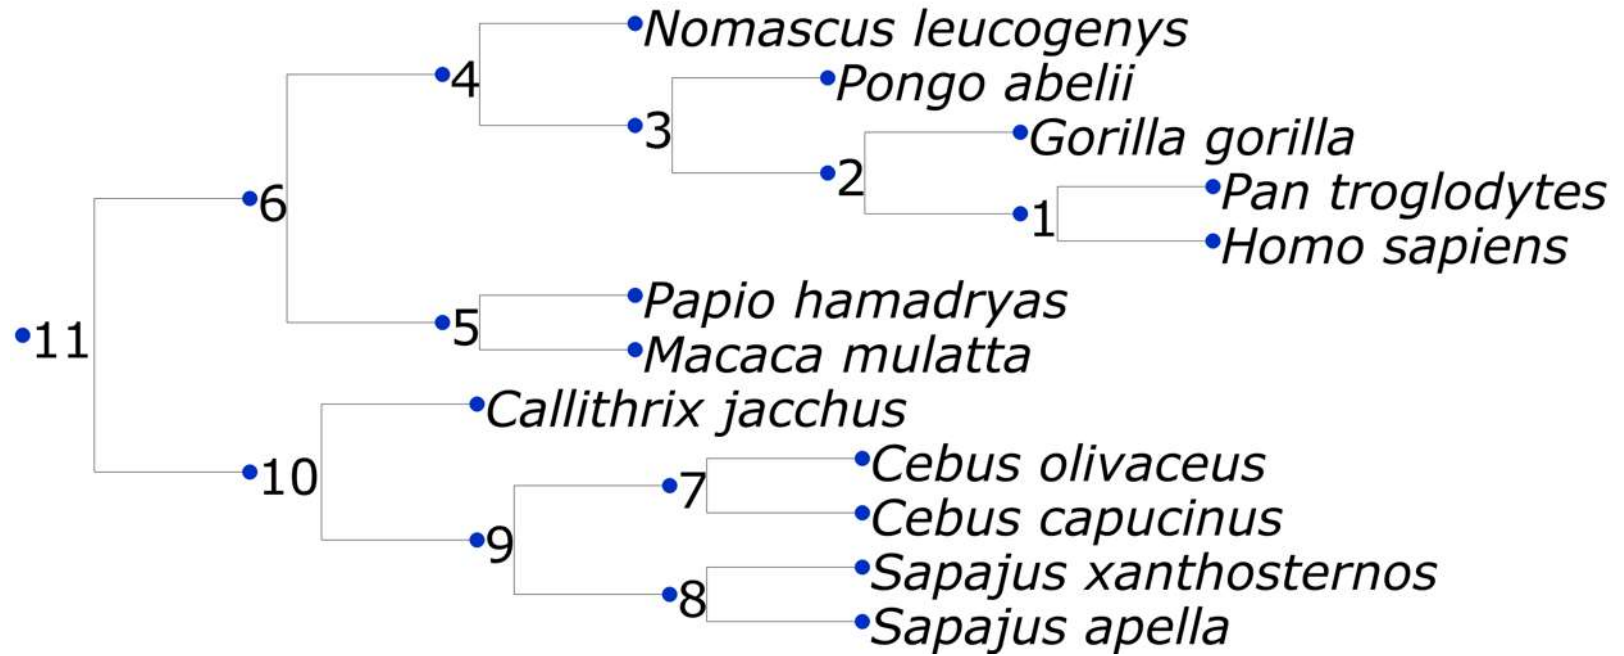 Nomascus leucogenys
4
Pongo abelii
3
Gorilla gorilla
2
Pan troglodytes
6
1
Homo sapiens
Papio hamadryas
5
11
Macaca mulatta
Callithrix jacchus
Cebus olivaceus
10
7
Cebus capucinus
9
Sapajus xanthosternos
8
Sapajus apella